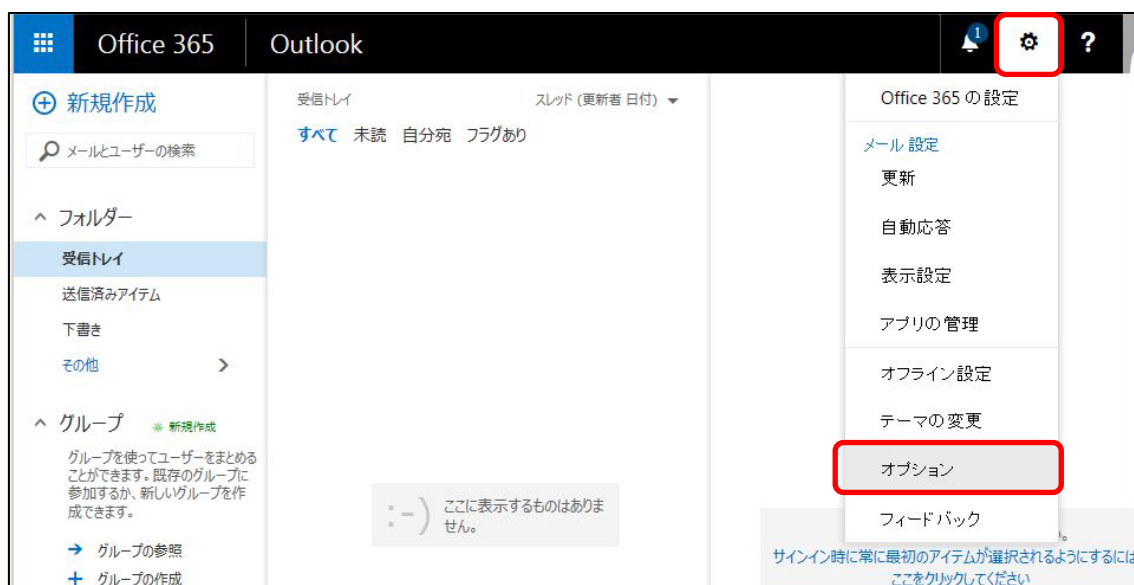 Office 365 Outlook 1 ?
新規作成
メールとユーザーの検索
フォルダー
受信トレイ
送信済みアイテム
下書き
その他
グループ 新規作成
グループを使ってユーザーをまとめる
ことができます。既存のグループに
参加するか、新しいグループを作
成できます。
グループの参照
グループの作成
受信トレイ スレッド (更新者 日付)
すべて 未読 自分宛 フラグあり
:-) ここに表示するものはありま
せん。
Office 365 の設定
メール 設定
更新
自動応答
表示設定
アプリの管理
オフライン設定
テーマの変更
オプション
フィードバック
サインイン時に常に最初のアイテムが選択されるようにするには
ここをクリックしてください